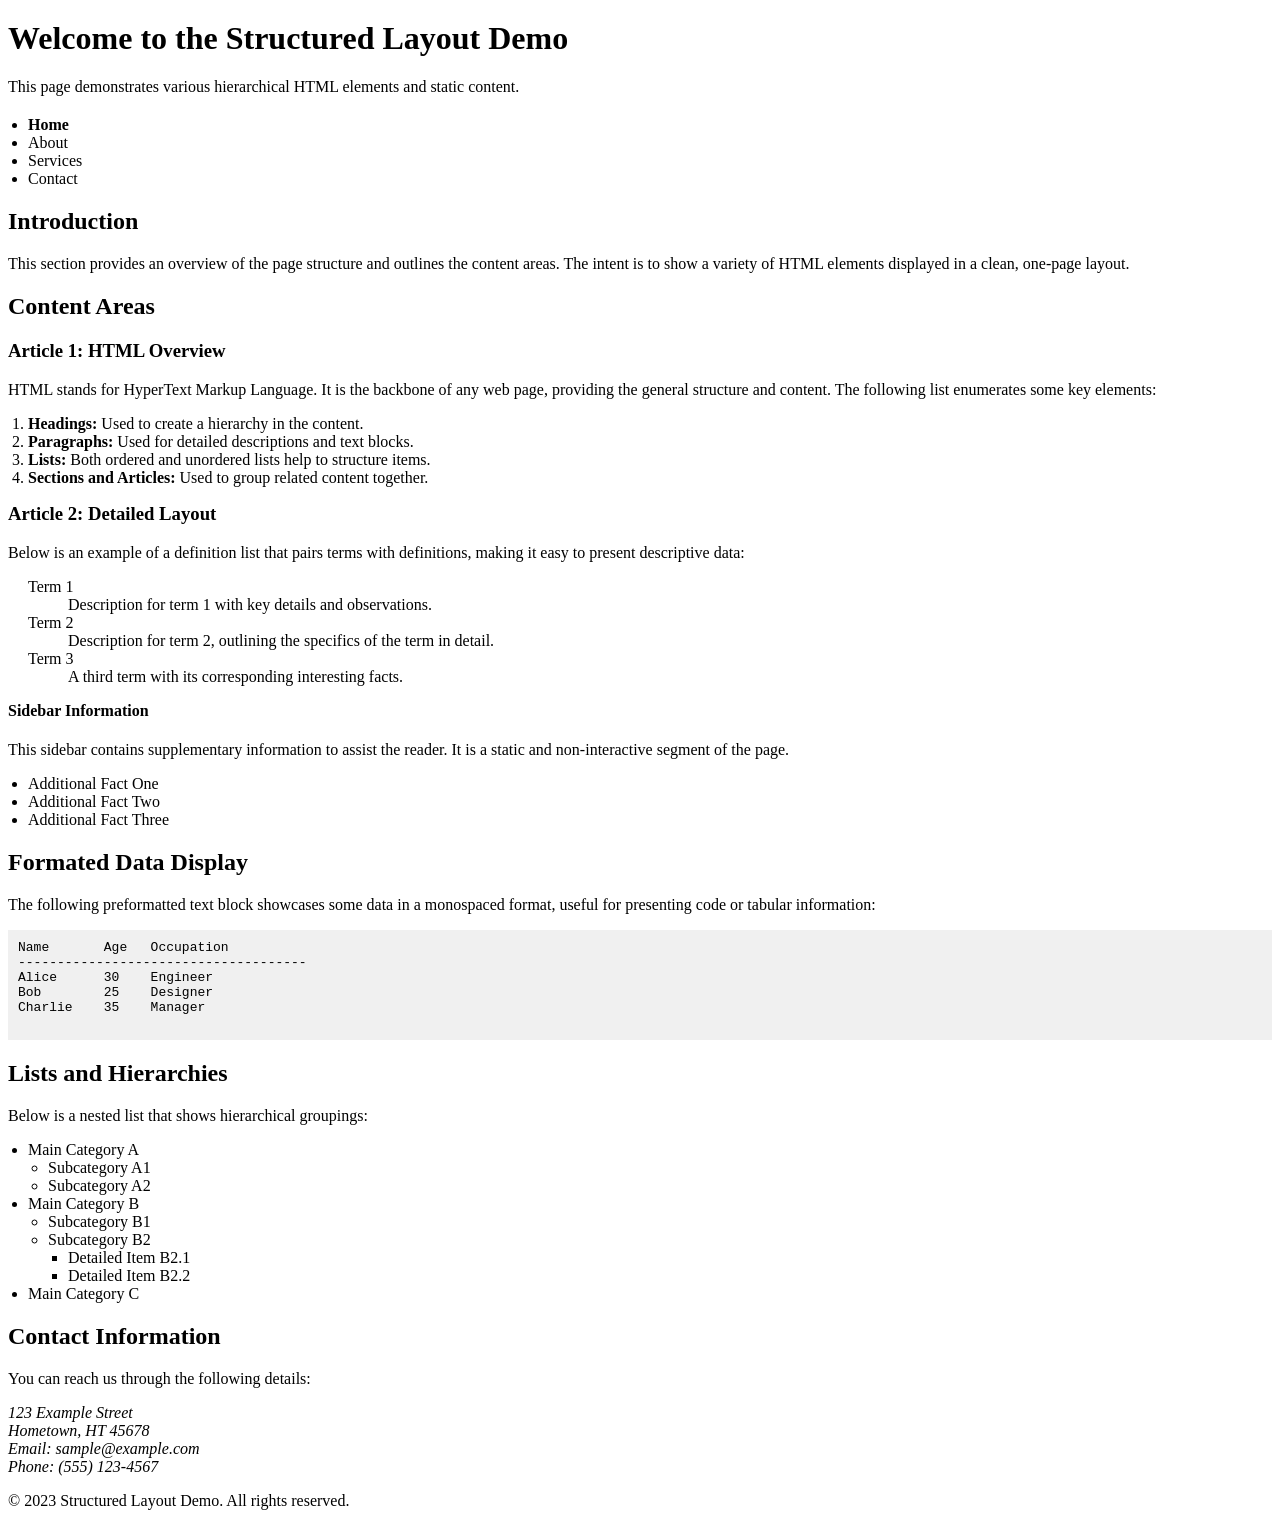 Welcome to the Structured Layout Demo
This page demonstrates various hierarchical HTML elements and static content.
• Home
• About
• Services
• Contact
Introduction
This section provides an overview of the page structure and outlines the content areas. The intent is to show a variety of HTML elements displayed in a clean, one-page layout.
Content Areas
Article 1: HTML Overview
HTML stands for HyperText Markup Language. It is the backbone of any web page, providing the general structure and content. The following list enumerates some key elements:
1. Headings: Used to create a hierarchy in the content.
2. Paragraphs: Used for detailed descriptions and text blocks.
3. Lists: Both ordered and unordered lists help to structure items.
4. Sections and Articles: Used to group related content together.
Article 2: Detailed Layout
Below is an example of a definition list that pairs terms with definitions, making it easy to present descriptive data:
Term 1
Description for term 1 with key details and observations.
Term 2
Description for term 2, outlining the specifics of the term in detail.
Term 3
A third term with its corresponding interesting facts.
Sidebar Information
This sidebar contains supplementary information to assist the reader. It is a static and non-interactive segment of the page.
• Additional Fact One
• Additional Fact Two
• Additional Fact Three
Formated Data Display
The following preformatted text block showcases some data in a monospaced format, useful for presenting code or tabular information:
Name       Age   Occupation
-------------------------------------
Alice      30    Engineer
Bob        25    Designer
Charlie    35    Manager
Lists and Hierarchies
Below is a nested list that shows hierarchical groupings:
• Main Category A
◦ Subcategory A1
◦ Subcategory A2
• Main Category B
◦ Subcategory B1
◦ Subcategory B2
▪ Detailed Item B2.1
▪ Detailed Item B2.2
• Main Category C
Contact Information
You can reach us through the following details:
123 Example Street
Hometown, HT 45678
Email: sample@example.com
Phone: (555) 123-4567
© 2023 Structured Layout Demo. All rights reserved.